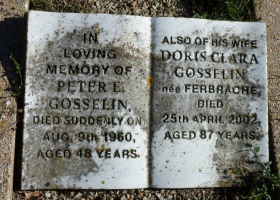 IN
LOVING
MEMORY OF
PETER E.
GOSSELIN,
DIED SUDDENLY ON
AUG. 9th 1960,
AGED 48 YEARS.
ALSO OF HIS WIFE
DORIS CLARA
GOSSELIN
née FERBRACHE,
DIED
25th APRIL 2002,
AGED 87 YEARS.